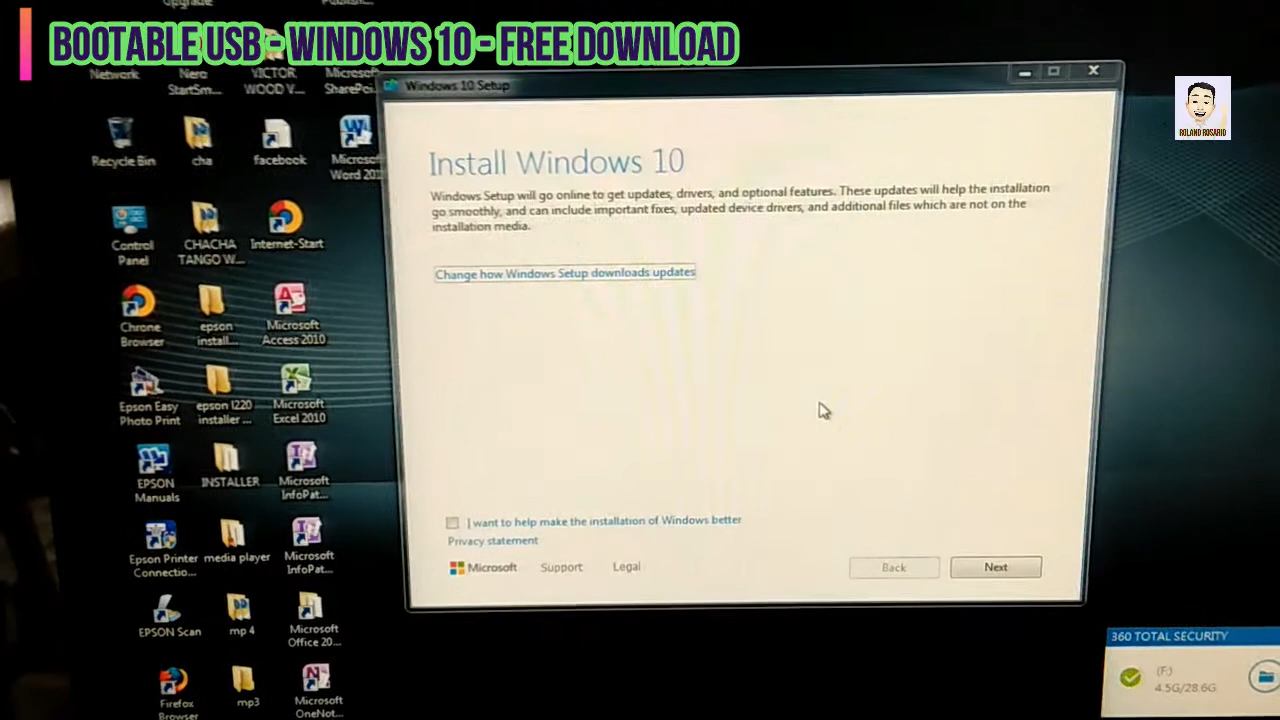 Upgrade
BOOTABLE USB - WINDOWS 10 - FREE DOWNLOAD
Network
Nero
StartSm...
VICTOR
WOOD V...
Microsoft
SharePoi...
Windows 10 Setup
ROLAND ROSARIO
Install Windows 10
Windows Setup will go online to get updates, drivers, and optional features. These updates will help the installation
go smoothly, and can include important fixes, updated device drivers, and additional files which are not on the
installation media.
Change how Windows Setup downloads updates
Recycle Bin
cha
facebook
Microsoft
Word 201
Control
Panel
CHACHA
TANGO W...
Internet-Start
Chrome
Browser
epson
install...
Microsoft
Access 2010
Epson Easy
Photo Print
epson l220
installer ...
Microsoft
Excel 2010
EPSON
Manuals
INSTALLER
Microsoft
InfoPat...
Epson Printer
Connectio...
media player
Microsoft
InfoPat...
EPSON Scan
mp 4
Microsoft
Office 20...
Firefox
Browser
mp3
Microsoft
OneNot...
I want to help make the installation of Windows better
Privacy statement
Microsoft
Support
Legal
Back
Next
360 TOTAL SECURITY
(F:)
4.5G/28.6G